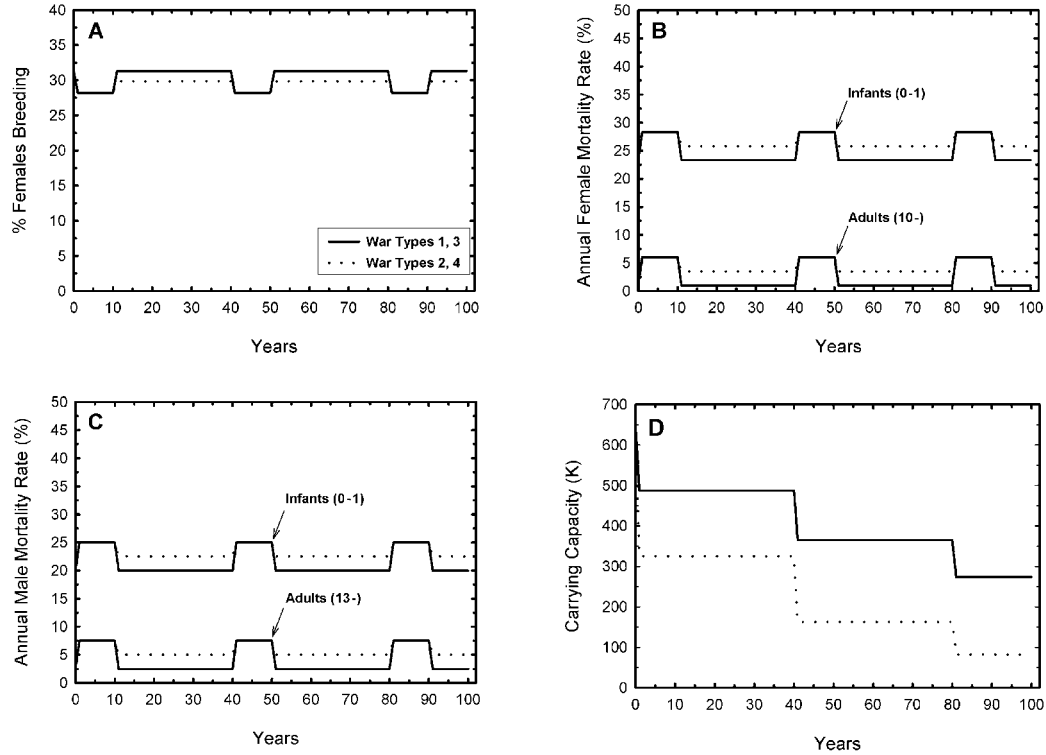 A
% Females Breeding
40
35
30
25
20
15
10
5
0
War Types 1, 3
War Types 2, 4
0 10 20 30 40 50 60 70 80 90 100
Years
B
Annual Female Mortality Rate (%)
50
45
40
35
30
25
20
15
10
5
0
Infants (0-1)
Adults (10-)
0 10 20 30 40 50 60 70 80 90 100
Years
C
Annual Male Mortality Rate (%)
50
45
40
35
30
25
20
15
10
5
0
Infants (0-1)
Adults (13-)
0 10 20 30 40 50 60 70 80 90 100
Years
D
Carrying Capacity (K)
700
600
500
400
300
200
100
0
0 10 20 30 40 50 60 70 80 90 100
Years